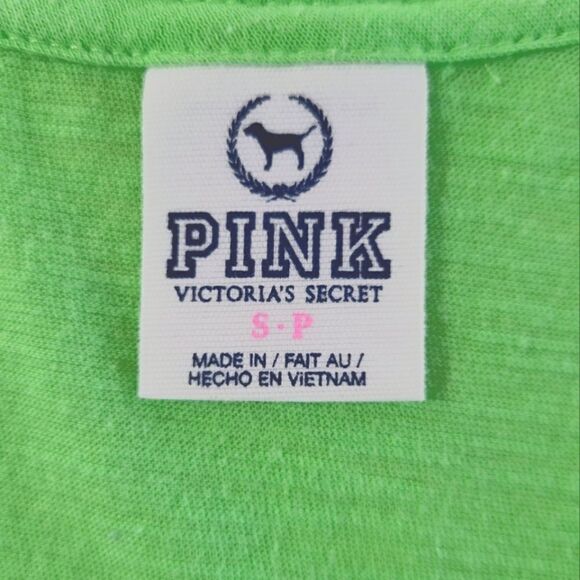 PINK
VICTORIA'S SECRET
S·P
MADE IN / FAIT AU /
HECHO EN VIETNAM